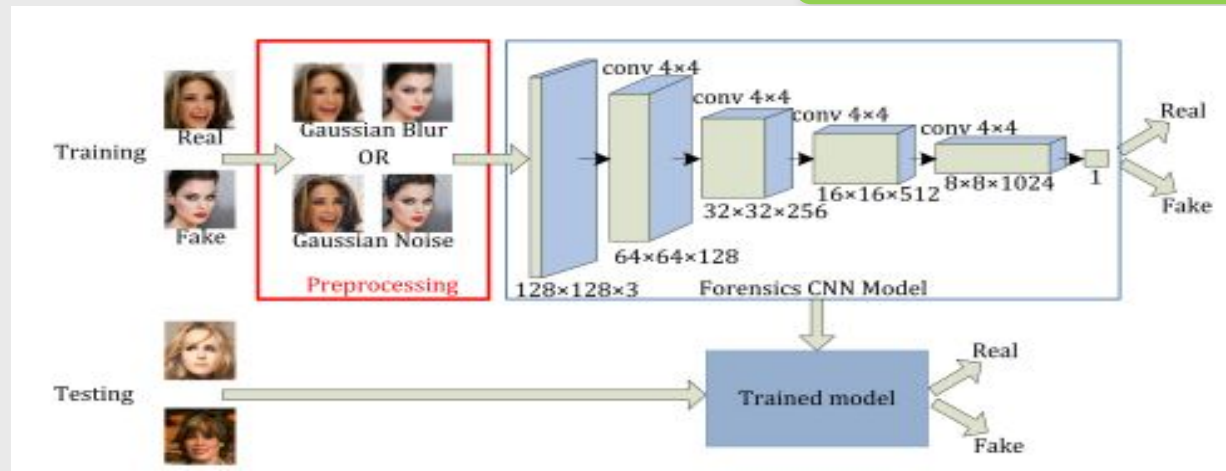 Training
Real
Fake
Gaussian Blur
OR
Gaussian Noise
Preprocessing
conv 4×4
conv 4×4
conv 4×4
conv 4×4
128×128×3
64×64×128
32×32×256
16×16×512
8×8×1024
1
Forensics CNN Model
Real
Fake
Testing
Trained model
Real
Fake